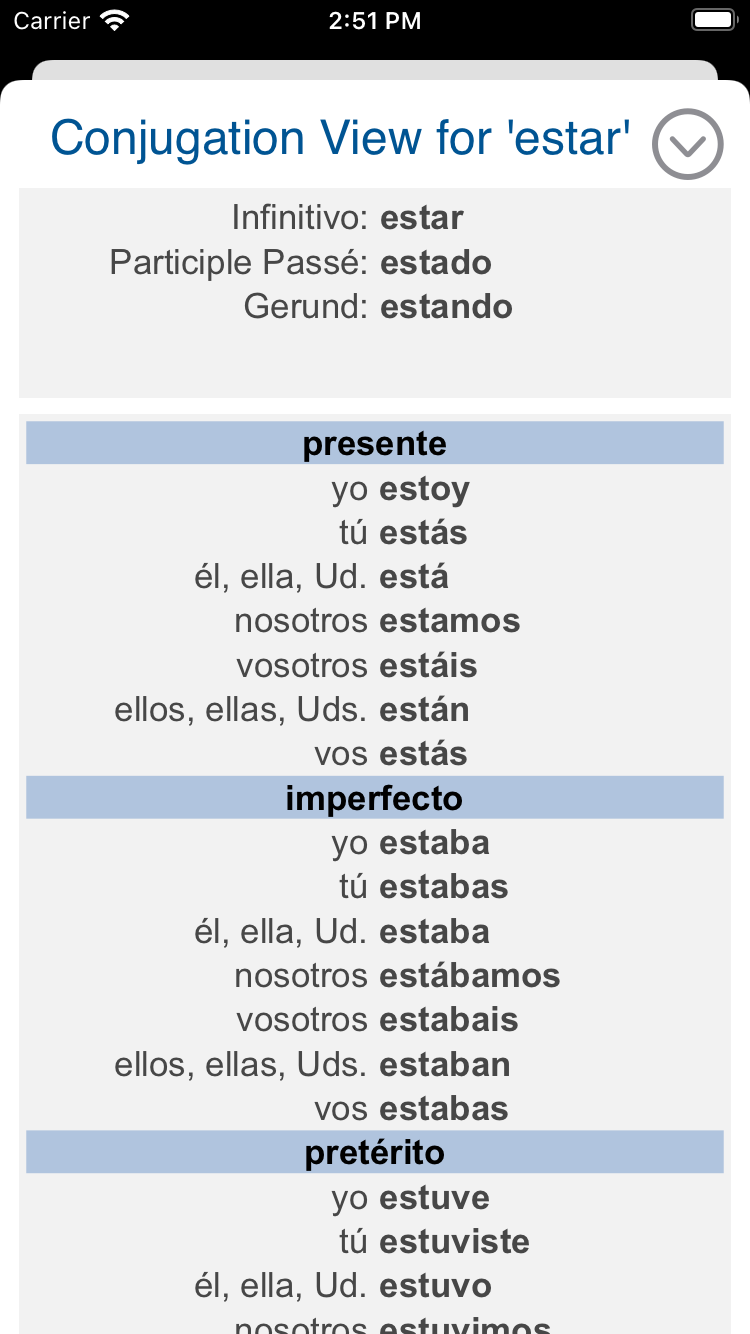 Carrier 2:51 PM
Conjugation View for 'estar'
Infinitivo: estar
Participle Passé: estado
Gerund: estando
presente
yo estoy
tú estás
él, ella, Ud. está
nosotros estamos
vosotros estáis
ellos, ellas, Uds. están
vos estás
imperfecto
yo estaba
tú estabas
él, ella, Ud. estaba
nosotros estábamos
vosotros estabais
ellos, ellas, Uds. estaban
vos estabas
pretérito
yo estuve
tú estuviste
él, ella, Ud. estuvo
nosotros estuvimos